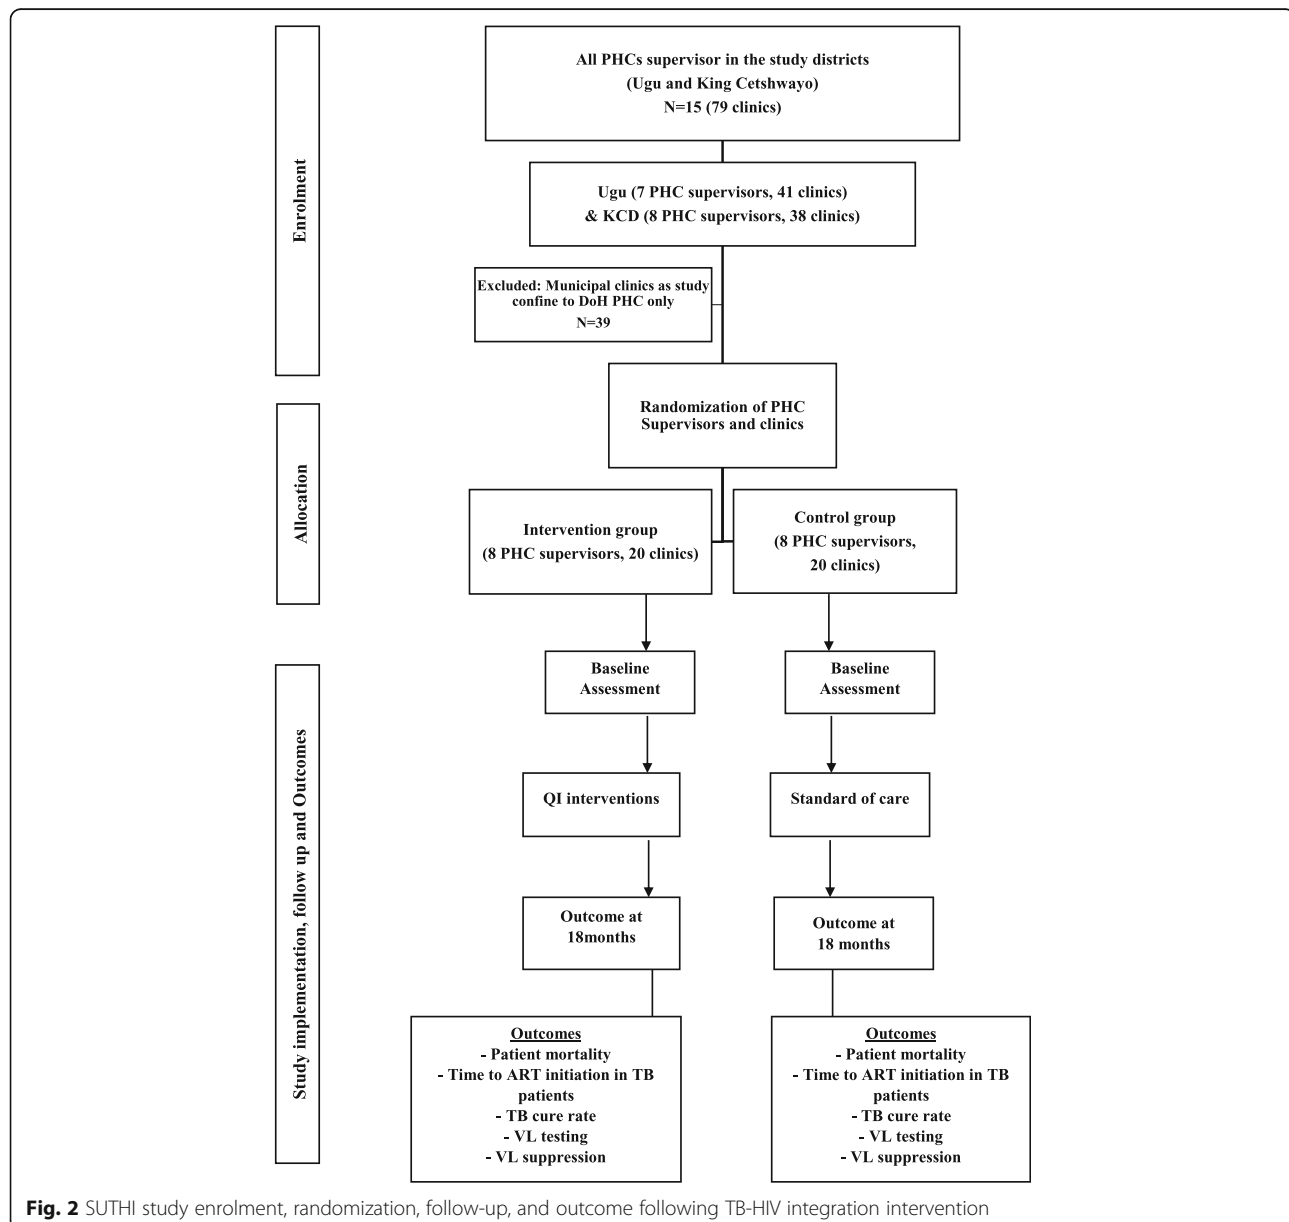 All PHCs supervisor in the study districts
(Ugu and King Cetshwayo)
N=15 (79 clinics)
Enrolment
Ugu (7 PHC supervisors, 41 clinics)
& KCD (8 PHC supervisors, 38 clinics)
Excluded: Municipal clinics as study
confine to DoH PHC only
N=39
Randomization of PHC
Supervisors and clinics
Allocation
Intervention group
(8 PHC supervisors, 20 clinics)
Control group
(8 PHC supervisors,
20 clinics)
Study implementation, follow up and Outcomes
Baseline
Assessment
Baseline
Assessment
QI interventions
Standard of care
Outcome at
18months
Outcome at
18 months
Outcomes
- Patient mortality
- Time to ART initiation in TB
patients
- TB cure rate
- VL testing
- VL suppression
Outcomes
- Patient mortality
- Time to ART initiation in TB
patients
- TB cure rate
- VL testing
- VL suppression
Fig. 2 SUTHI study enrolment, randomization, follow-up, and outcome following TB-HIV integration intervention